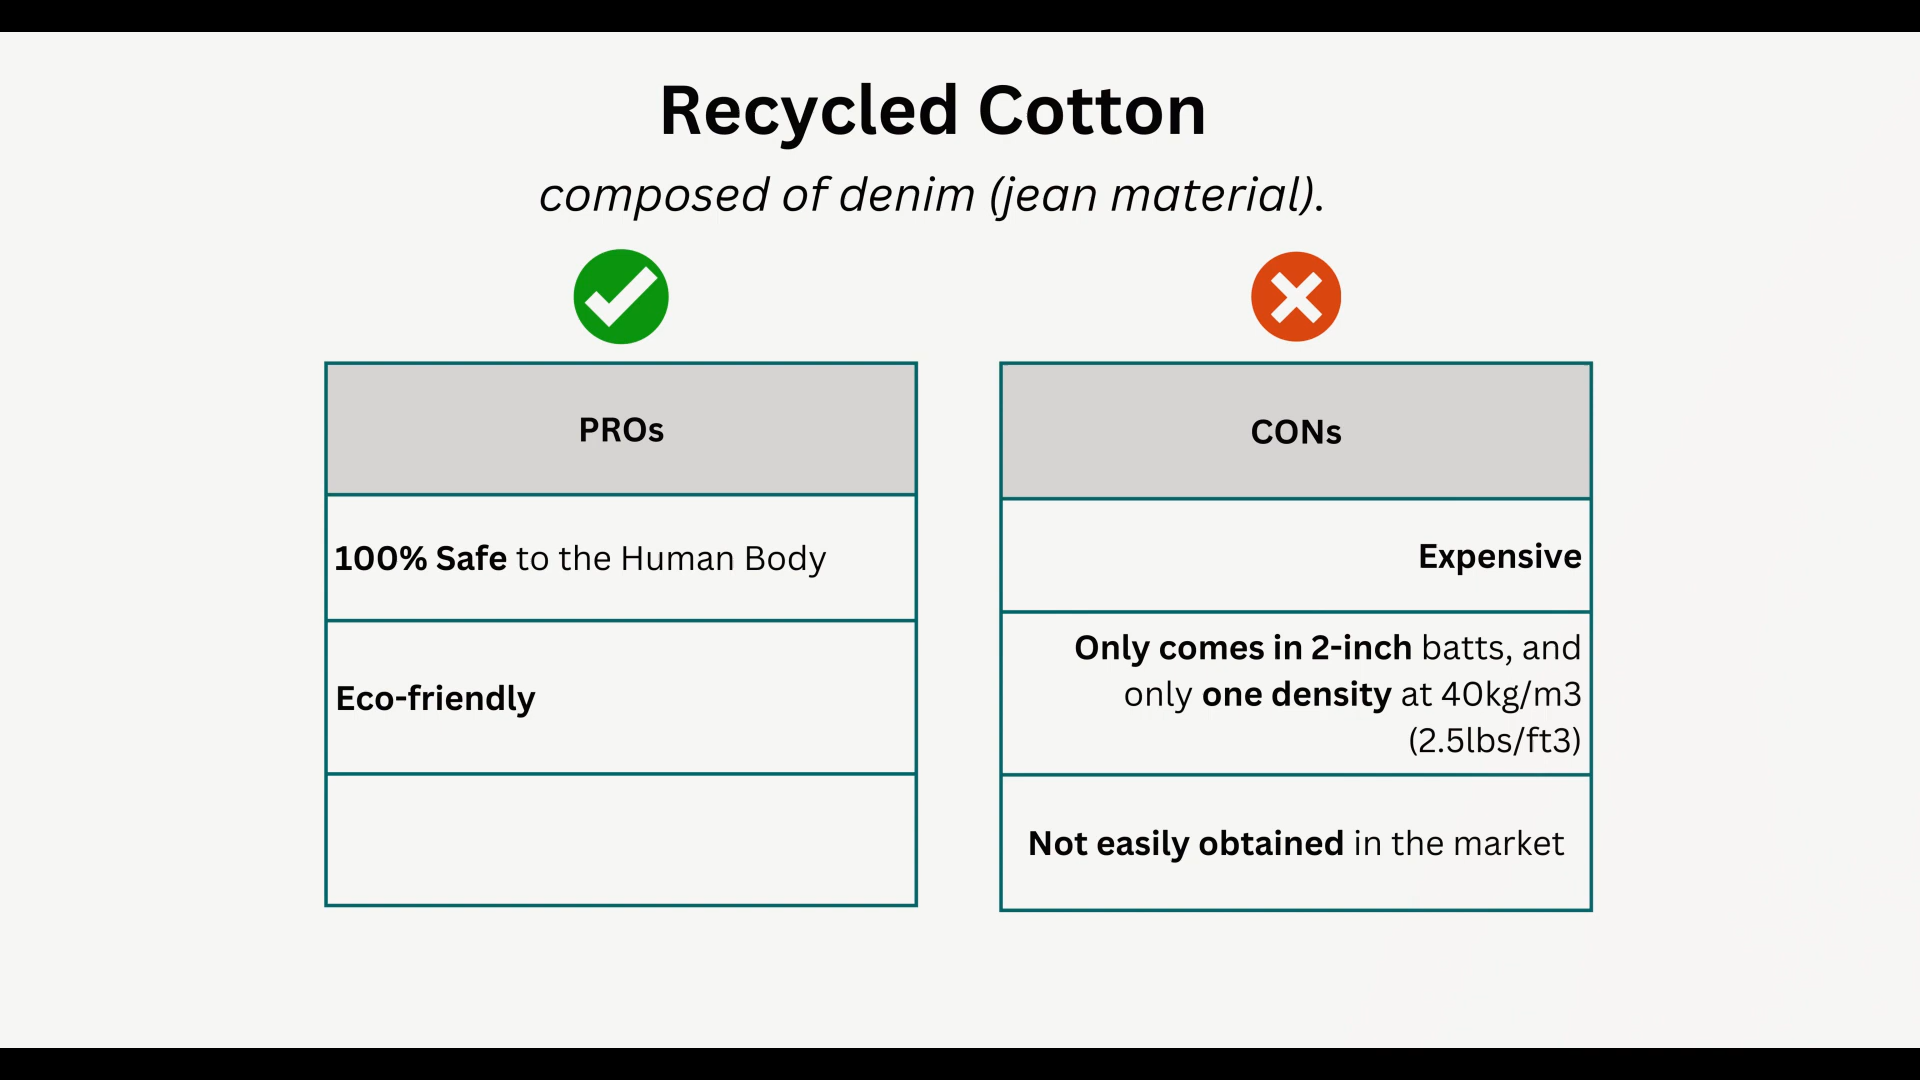 Recycled Cotton
composed of denim (jean material).
PROs
100% Safe to the Human Body
Eco-friendly
CONs
Expensive
Only comes in 2-inch batts, and
only one density at 40kg/m3
(2.5lbs/ft3)
Not easily obtained in the market